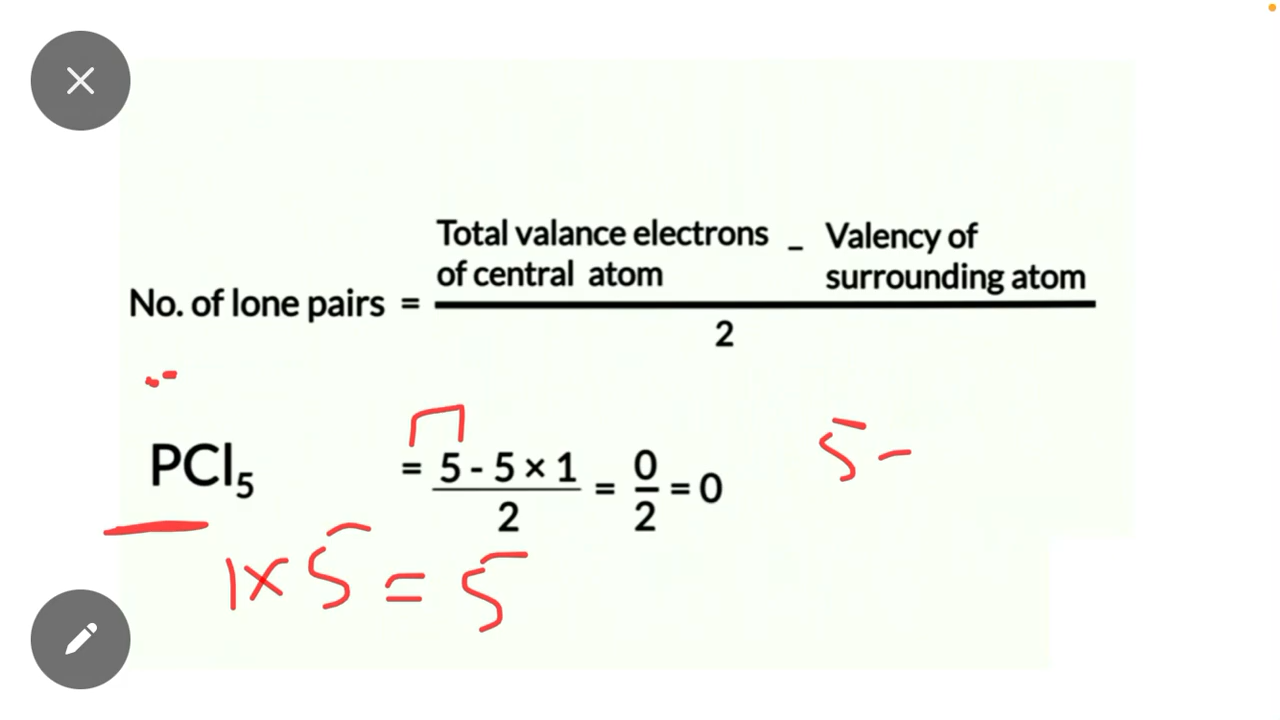 Total valance electrons - Valency of
of central atom surrounding atom
No. of lone pairs =
2
PCl₅ = 5 - 5 × 1 / 2 = 0 / 2 = 0
5 -
1 × 5 = 5